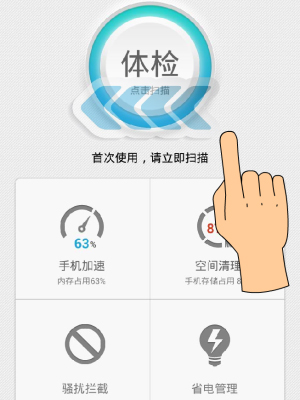 体检
点击扫描
首次使用，请立即扫描
63%
8
手机加速
空间清理
内存占用63%
手机存储占用 8
骚扰拦截
省电管理